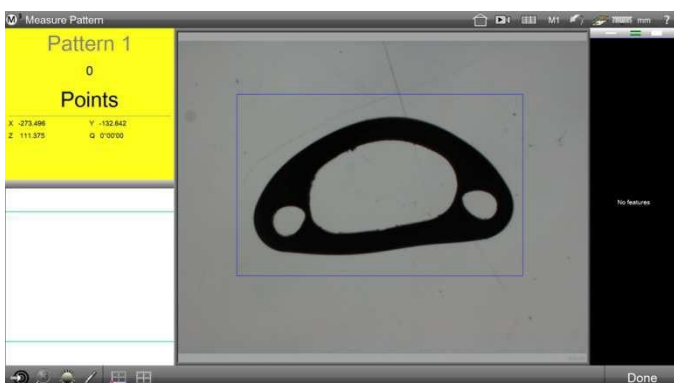 M³ Measure Pattern
M1
mm
?
Pattern 1
0
Points
X -273.496 Y -132.642
Z 111.375 Q 0°00'00
No features
Done